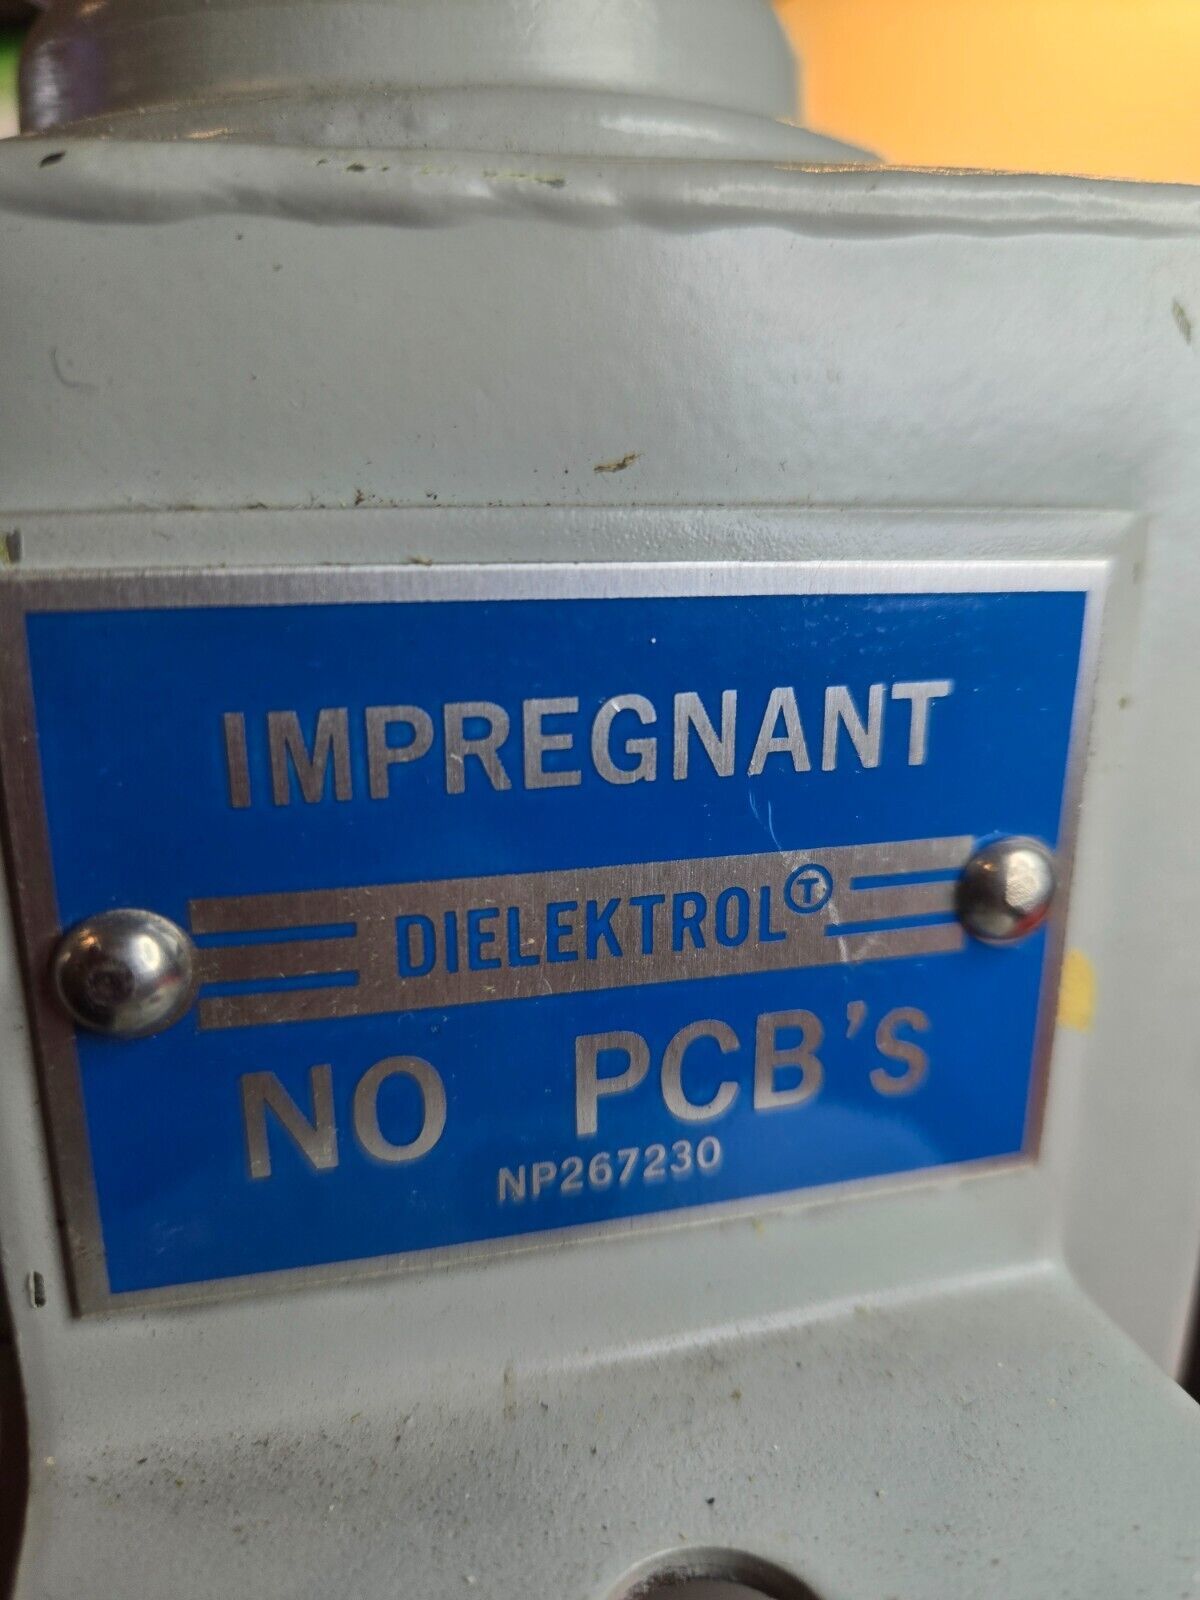 IMPREGNANT
DIELEKTROL Ⓣ
NO PCB'S
NP267230